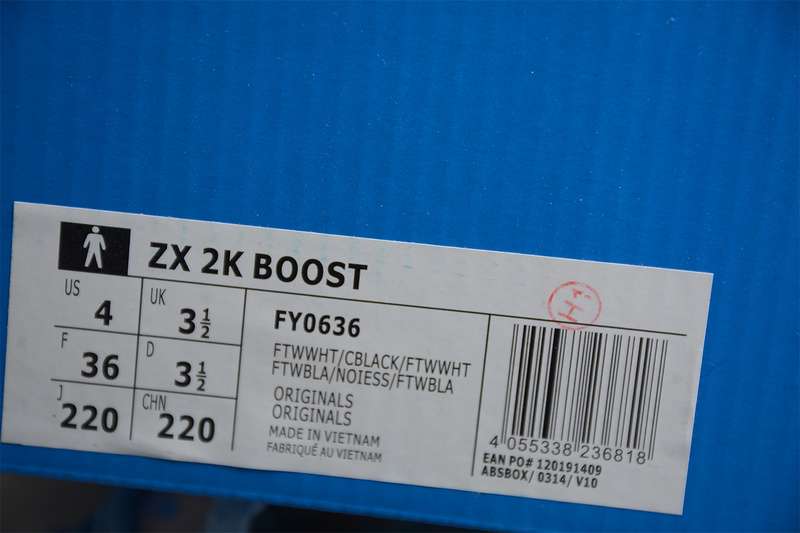 ZX 2K BOOST
US 4 UK 3 1/2
F 36 D 3 1/2
J 220 CHN 220
FY0636
FTWWHT/CBLACK/FTWWHT
FTWBLA/NOIESS/FTWBLA
ORIGINALS
ORIGINALS
MADE IN VIETNAM
FABRIQUÉ AU VIETNAM
4 055338 236818
EAN PO# 120191409
ABSBOX/ 0314/ V10